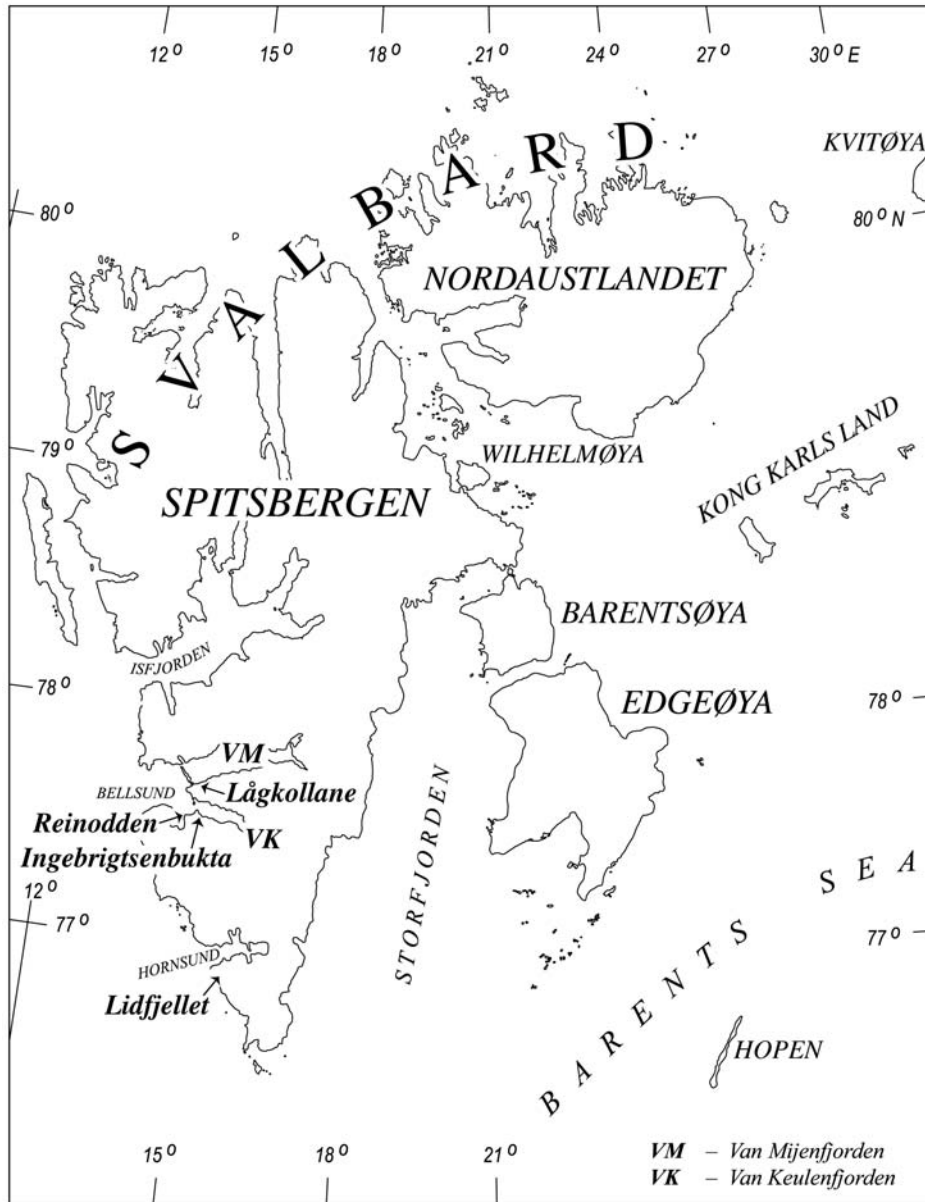 12° 15° 18° 21° 24° 27° 30° E
SVALBARD
KVITØYA
80° 80° N
NORDAUSTLANDET
79°
WILHELMØYA
KONG KARLS LAND
SPITSBERGEN
BARENTSØYA
ISFJORDEN
78° 78°
EDGEØYA
VM
BELLSUND
Lågkollane
Reinodden
VK
Ingebrigtsenbukta
STORFJORDEN
12°
77° 77°
BARENTS SEA
HORNSUND
Lidfjellet
HOPEN
15° 18° 21°
VM – Van Mijenfjorden
VK – Van Keulenfjorden